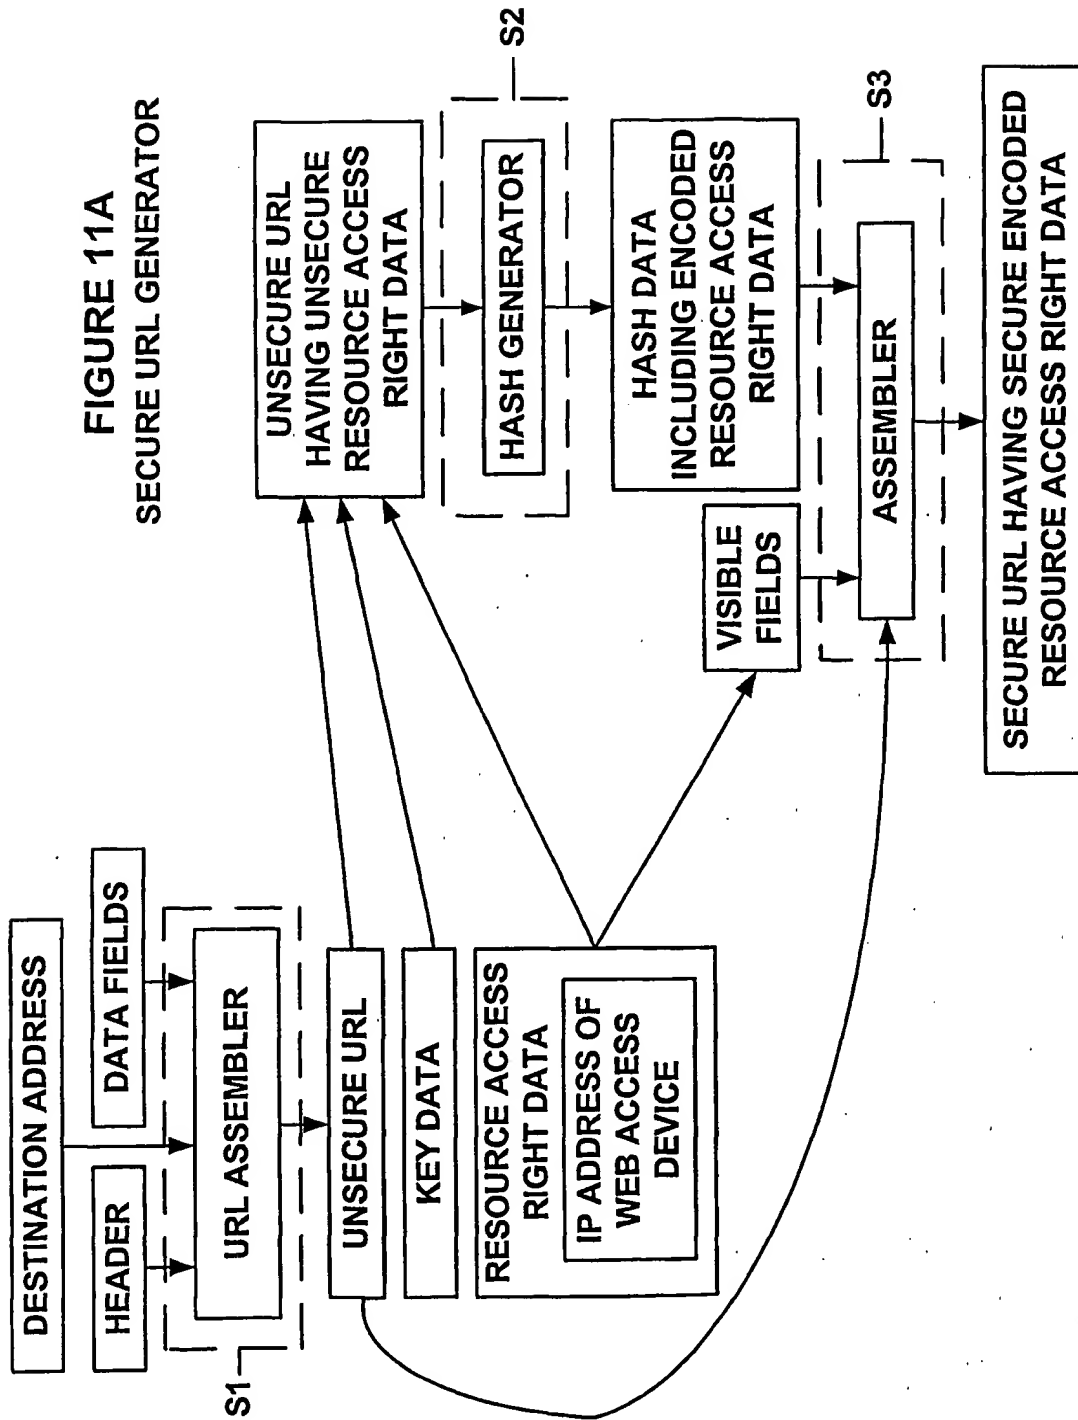 FIGURE 11A
SECURE URL GENERATOR
DESTINATION ADDRESS
HEADER
DATA FIELDS
S1
URL ASSEMBLER
UNSECURE URL
KEY DATA
RESOURCE ACCESS
RIGHT DATA
IP ADDRESS OF
WEB ACCESS
DEVICE
UNSECURE URL
HAVING UNSECURE
RESOURCE ACCESS
RIGHT DATA
S2
HASH GENERATOR
HASH DATA
INCLUDING ENCODED
RESOURCE ACCESS
RIGHT DATA
VISIBLE
FIELDS
S3
ASSEMBLER
SECURE URL HAVING SECURE ENCODED
RESOURCE ACCESS RIGHT DATA